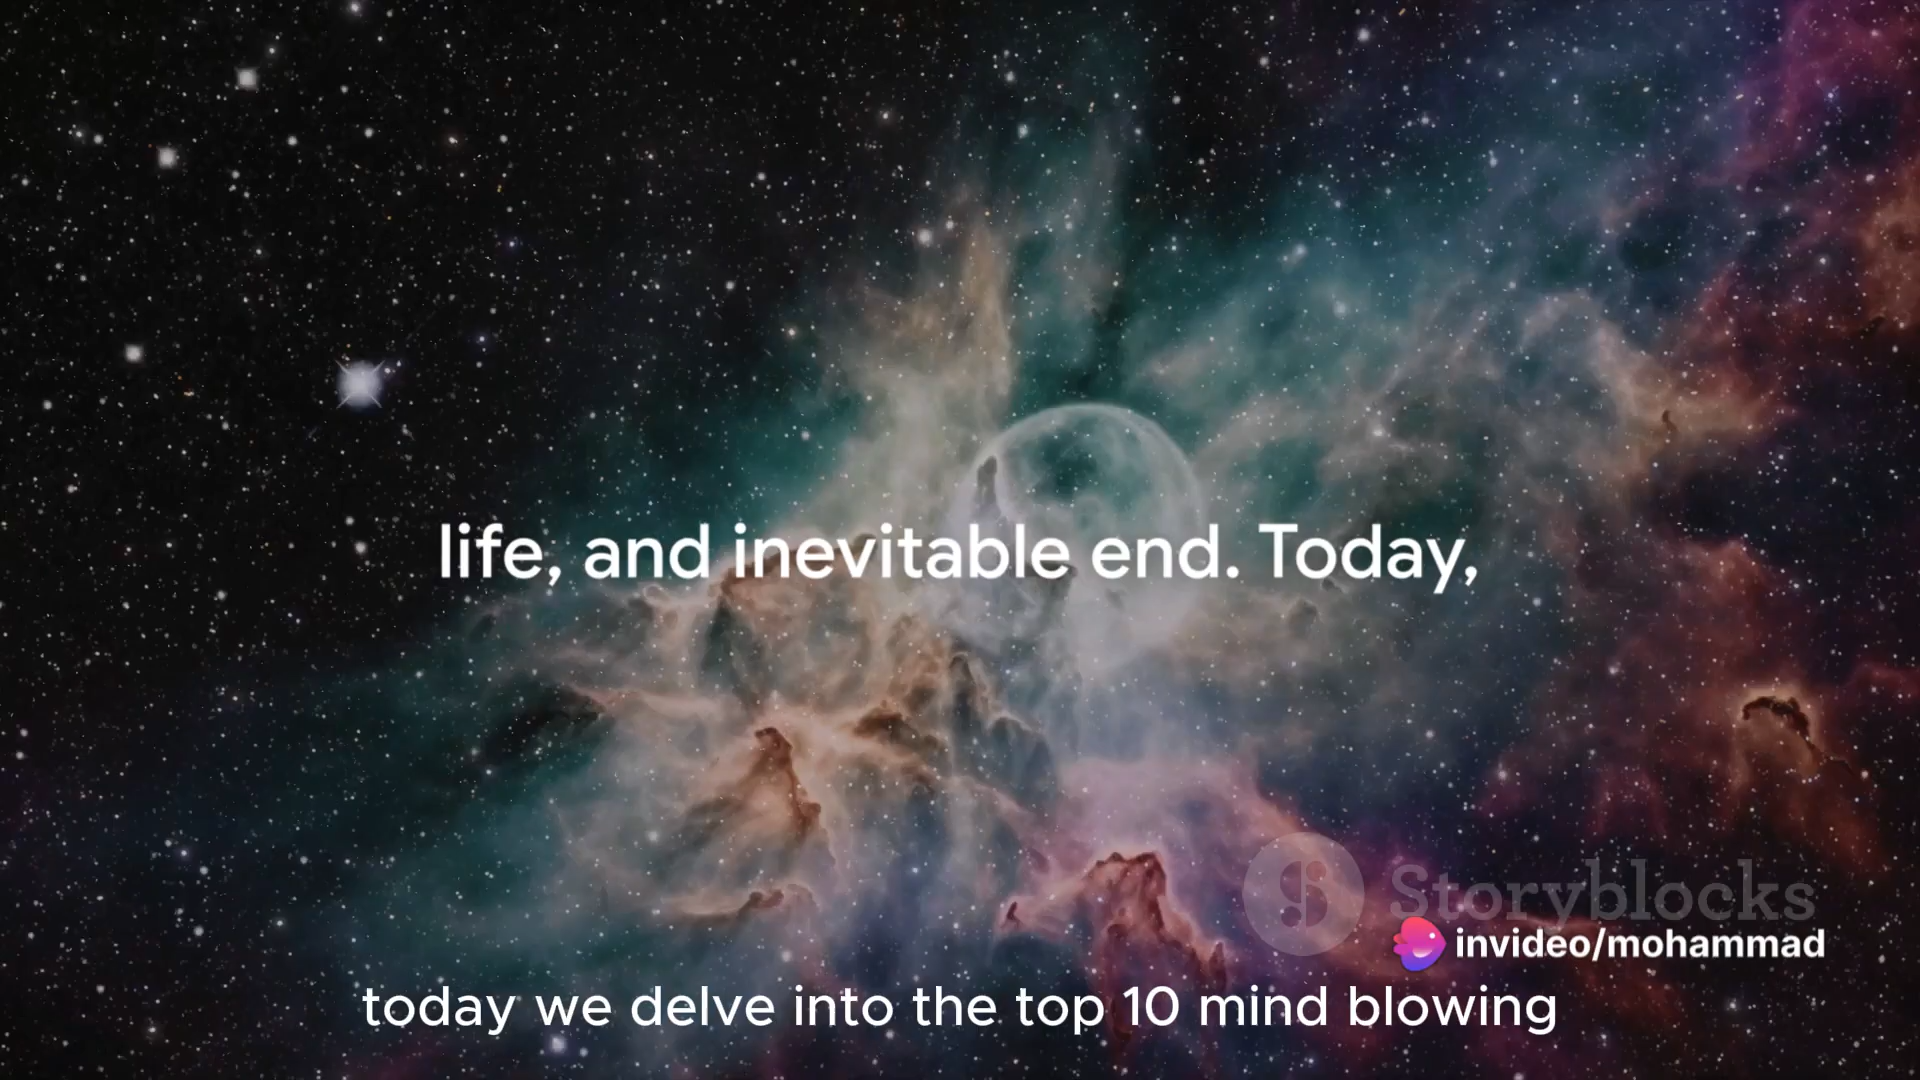 life, and inevitable end. Today,
Storyblocks
invideo/mohammad
today we delve into the top 10 mind blowing